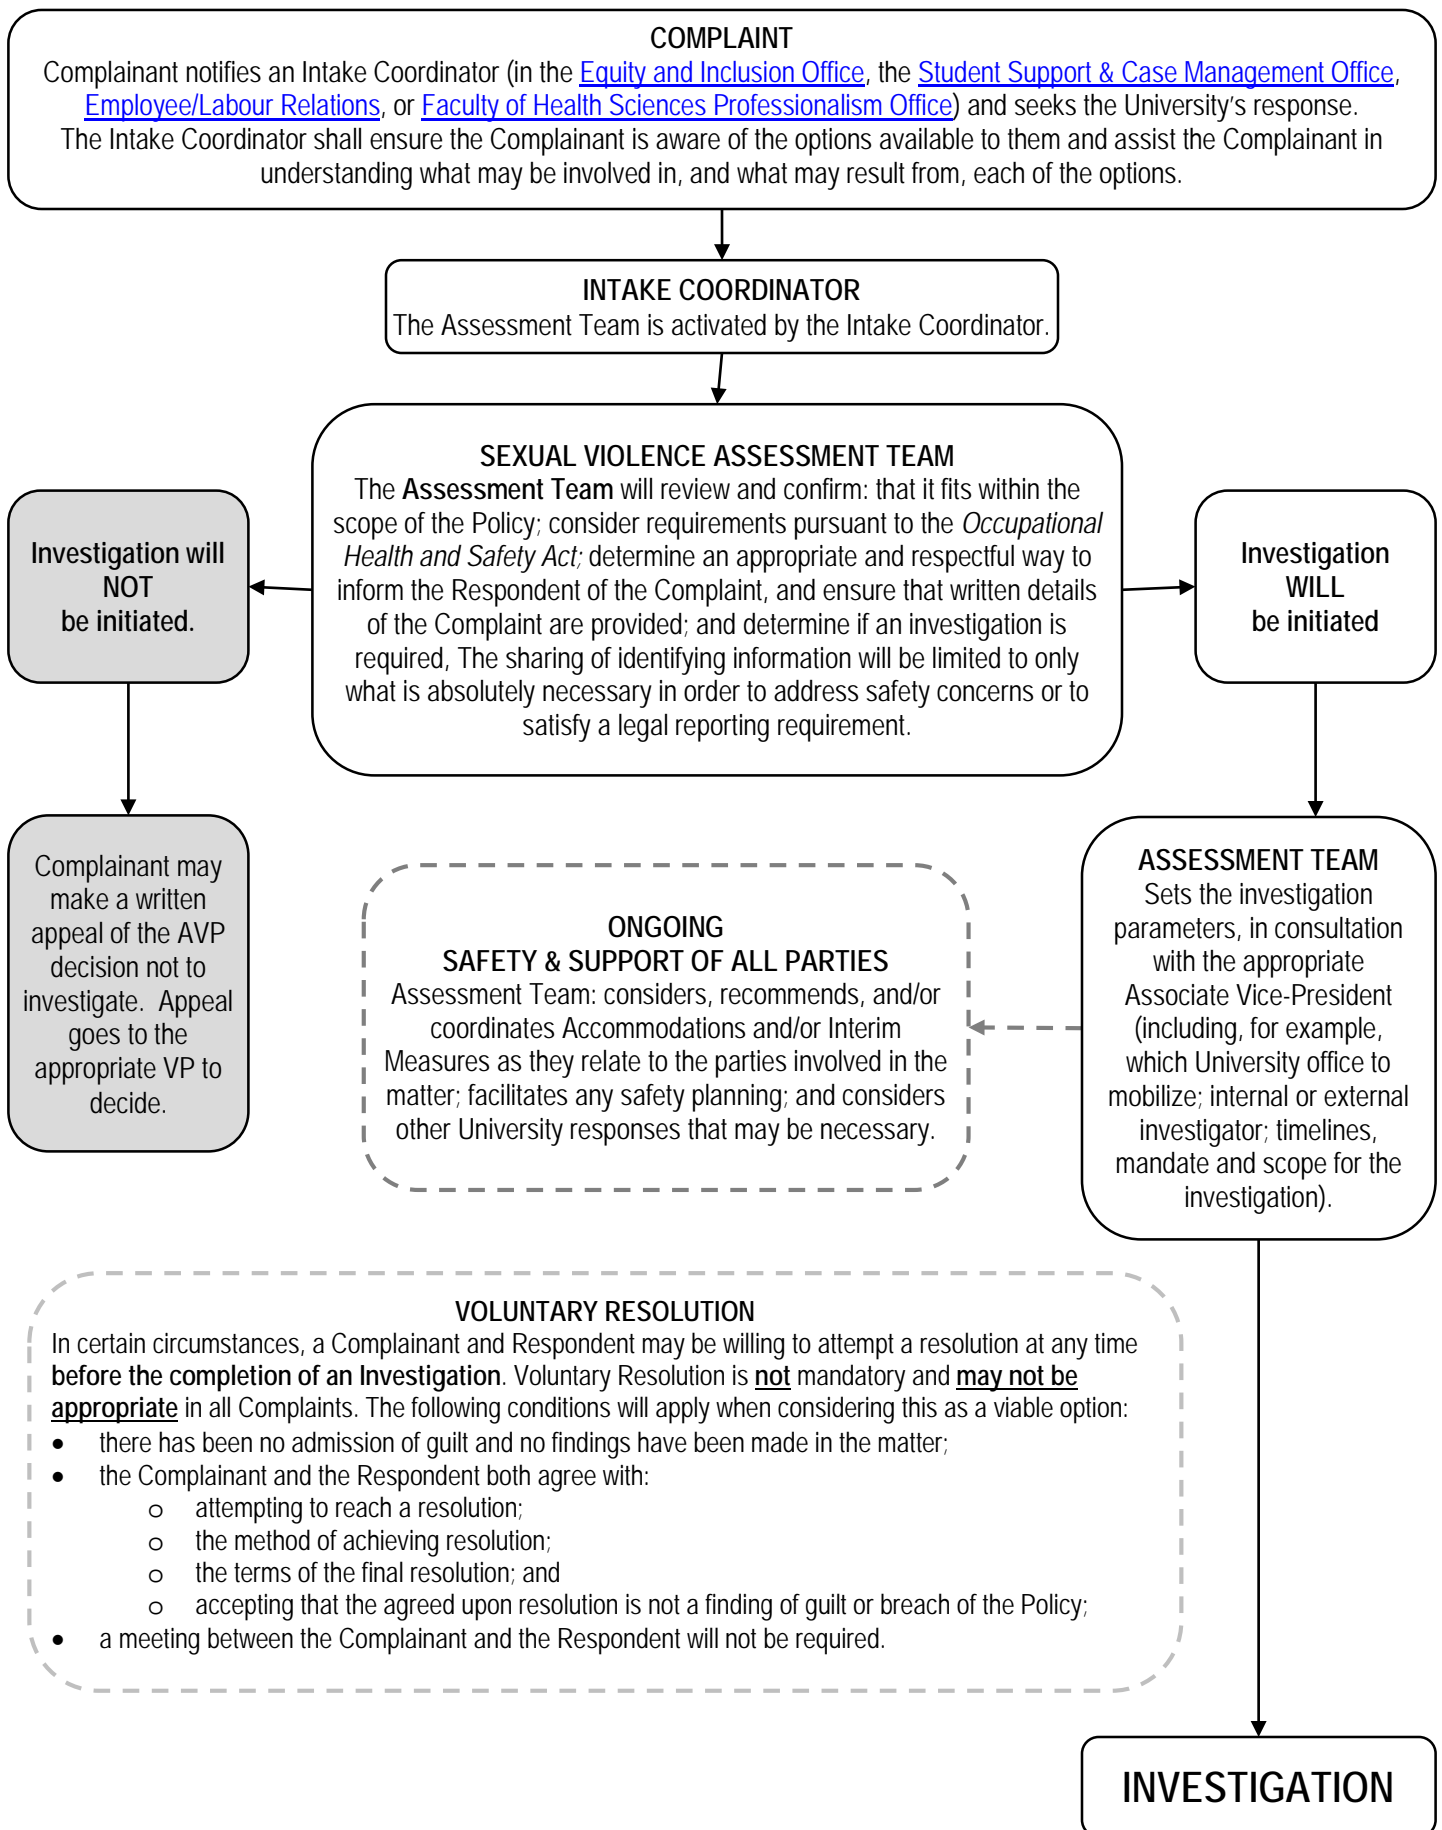 COMPLAINT
Complainant notifies an Intake Coordinator (in the Equity and Inclusion Office, the Student Support & Case Management Office,
Employee/Labour Relations, or Faculty of Health Sciences Professionalism Office) and seeks the University's response.
The Intake Coordinator shall ensure the Complainant is aware of the options available to them and assist the Complainant in
understanding what may be involved in, and what may result from, each of the options.
INTAKE COORDINATOR
The Assessment Team is activated by the Intake Coordinator.
SEXUAL VIOLENCE ASSESSMENT TEAM
The Assessment Team will review and confirm: that it fits within the
scope of the Policy; consider requirements pursuant to the Occupational
Health and Safety Act; determine an appropriate and respectful way to
inform the Respondent of the Complaint, and ensure that written details
of the Complaint are provided; and determine if an investigation is
required, The sharing of identifying information will be limited to only
what is absolutely necessary in order to address safety concerns or to
satisfy a legal reporting requirement.
Investigation will
NOT
be initiated.
Investigation
WILL
be initiated
Complainant may
make a written
appeal of the AVP
decision not to
investigate.  Appeal
goes to the
appropriate VP to
decide.
ONGOING
SAFETY & SUPPORT OF ALL PARTIES
Assessment Team: considers, recommends, and/or
coordinates Accommodations and/or Interim
Measures as they relate to the parties involved in the
matter; facilitates any safety planning; and considers
other University responses that may be necessary.
ASSESSMENT TEAM
Sets the investigation
parameters, in consultation
with the appropriate
Associate Vice-President
(including, for example,
which University office to
mobilize; internal or external
investigator; timelines,
mandate and scope for the
investigation).
VOLUNTARY RESOLUTION
In certain circumstances, a Complainant and Respondent may be willing to attempt a resolution at any time
before the completion of an Investigation. Voluntary Resolution is not mandatory and may not be
appropriate in all Complaints. The following conditions will apply when considering this as a viable option:
• there has been no admission of guilt and no findings have been made in the matter;
• the Complainant and the Respondent both agree with:
o attempting to reach a resolution;
o the method of achieving resolution;
o the terms of the final resolution; and
o accepting that the agreed upon resolution is not a finding of guilt or breach of the Policy;
• a meeting between the Complainant and the Respondent will not be required.
INVESTIGATION